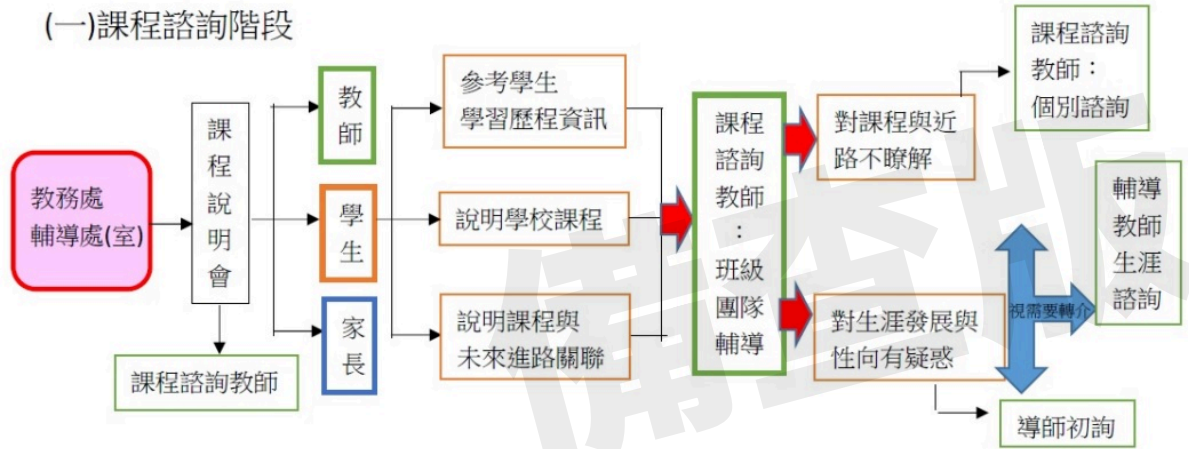 (一)課程諮詢階段
教務處
輔導處(室)
課程說明會
課程諮詢教師
教師
學生
家長
參考學生
學習歷程資訊
說明學校課程
說明課程與
未來進路關聯
課程
諮詢
教師
：
班級
團隊
輔導
對課程與近
路不瞭解
對生涯發展與
性向有疑惑
課程諮詢
教師：
個別諮詢
視需要轉介
輔導
教師
生涯
諮詢
導師初詢
備查版